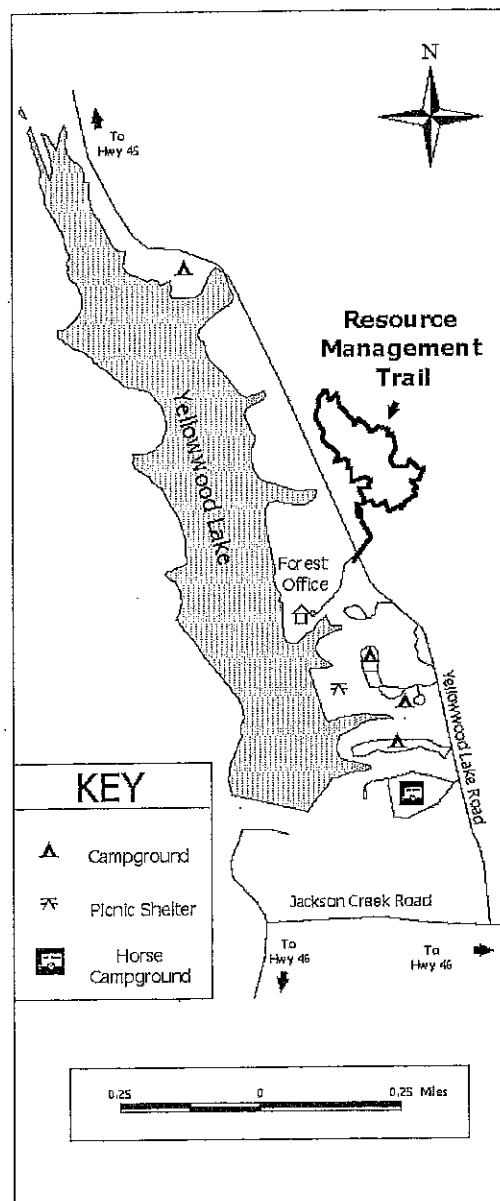 N
To
Hwy 45
Resource
Management
Trail
Yellowwood Lake
Forest
Office
Yellowwood Lake Road
KEY
Campground
Picnic Shelter
Horse
Campground
Jackson Creek Road
To
Hwy 46
To
Hwy 46
0.25 0 0.25 Miles